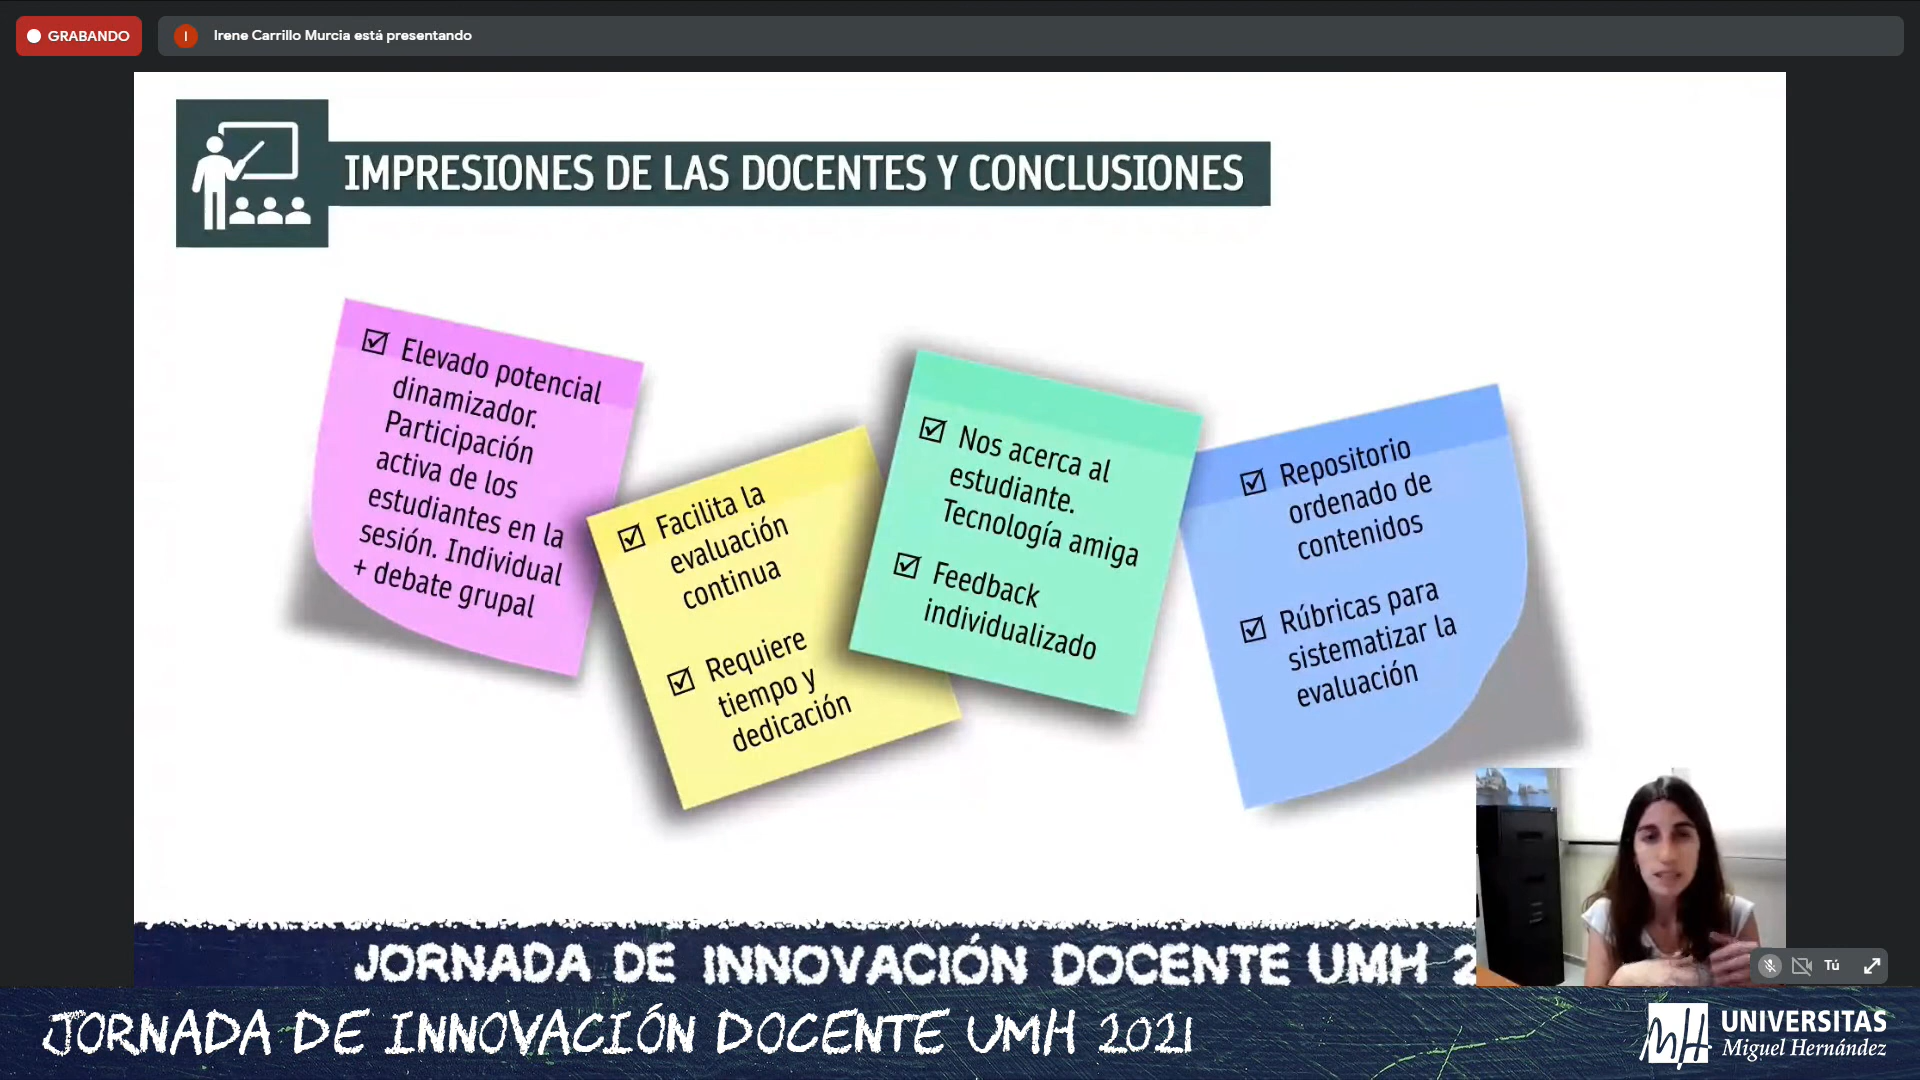 GRABANDO
I
Irene Carrillo Murcia está presentando
IMPRESIONES DE LAS DOCENTES Y CONCLUSIONES
Elevado potencial
dinamizador.
Participación
activa de los
estudiantes en la
sesión. Individual
+ debate grupal
Facilita la
evaluación
continua
Requiere
tiempo y
dedicación
Nos acerca al
estudiante.
Tecnología amiga
Feedback
individualizado
Repositorio
ordenado de
contenidos
Rúbricas para
sistematizar la
evaluación
Tú
JORNADA DE INNOVACIÓN DOCENTE UMH 2
JORNADA DE INNOVACIÓN DOCENTE UMH 2021
UNIVERSITAS
Miguel Hernández